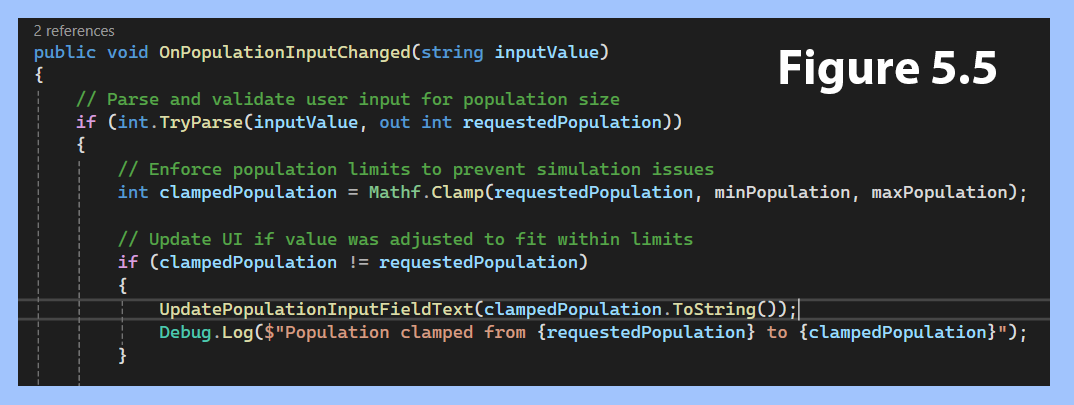 2 references
public void OnPopulationInputChanged(string inputValue)
Figure 5.5
{
// Parse and validate user input for population size
if (int.TryParse(inputValue, out int requestedPopulation))
{
// Enforce population limits to prevent simulation issues
int clampedPopulation = Mathf.Clamp(requestedPopulation, minPopulation, maxPopulation);
// Update UI if value was adjusted to fit within limits
if (clampedPopulation != requestedPopulation)
{
UpdatePopulationInputFieldText(clampedPopulation.ToString());
Debug.Log($"Population clamped from {requestedPopulation} to {clampedPopulation}");
}